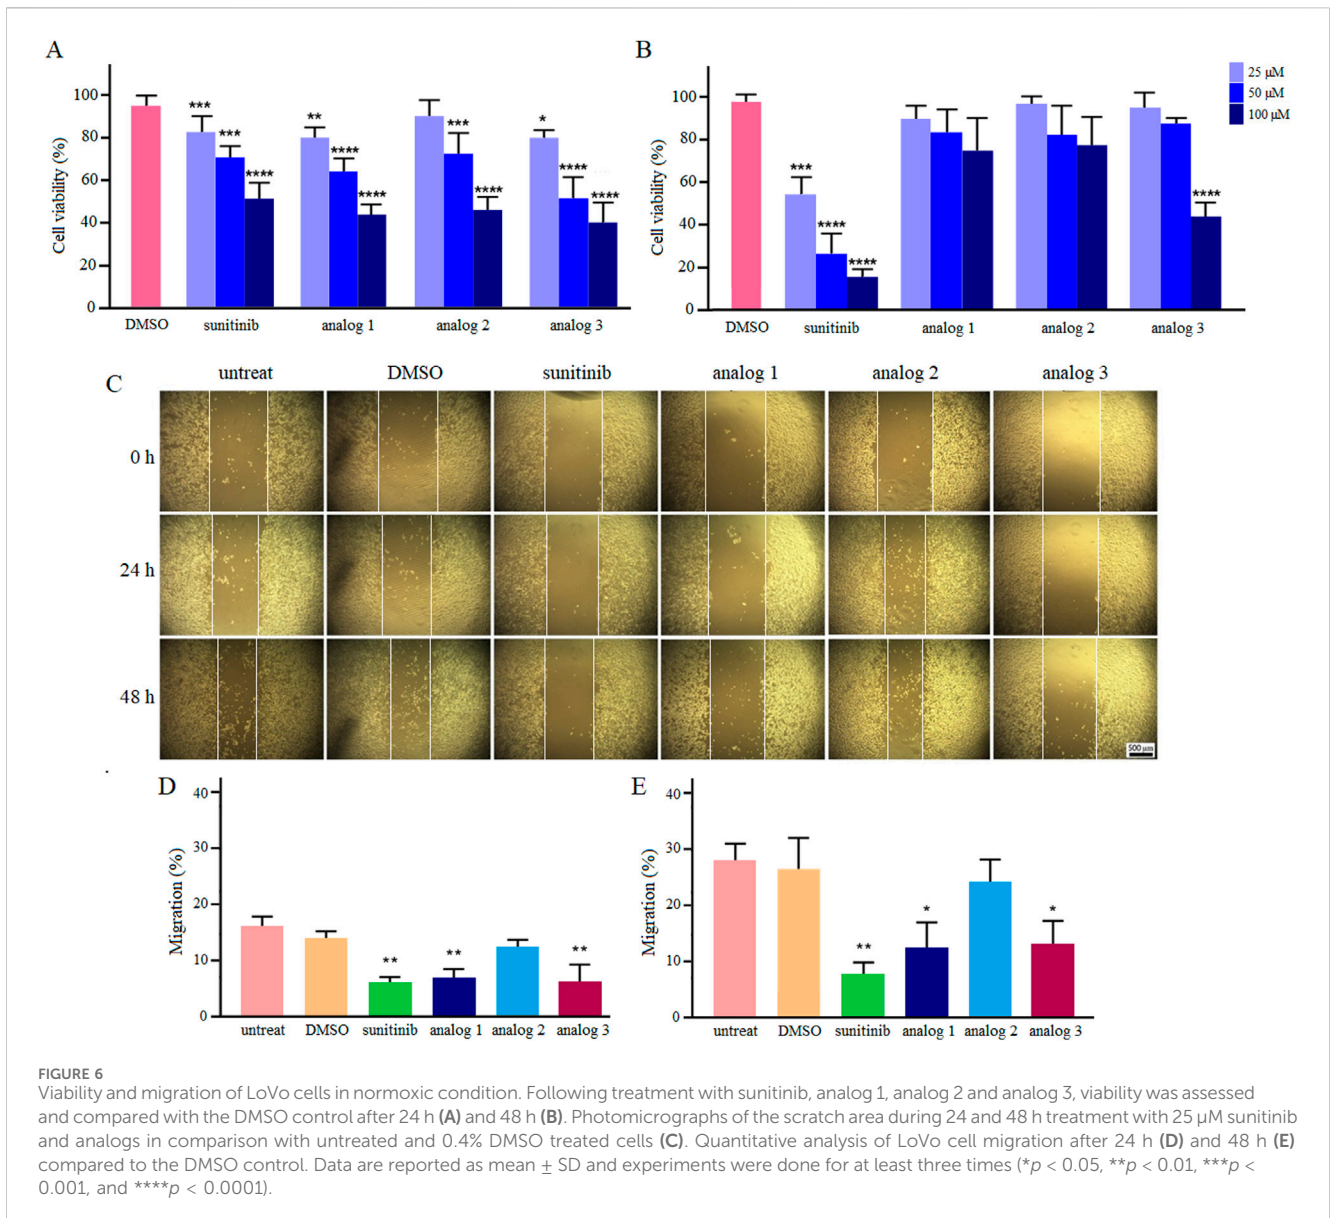 A
Cell viability (%)
100
80
60
40
20
0
***
***
****
**
****
****
***
****
*
****
****
DMSO
sunitinib
analog 1
analog 2
analog 3
B
25 µM
50 µM
100 µM
Cell viability (%)
100
80
60
40
20
0
***
****
****
****
DMSO
sunitinib
analog 1
analog 2
analog 3
C
untreat
DMSO
sunitinib
analog 1
analog 2
analog 3
0 h
24 h
48 h
500 µm
D
Migration (%)
40
30
20
10
0
**
**
**
untreat
DMSO
sunitinib
analog 1
analog 2
analog 3
E
Migration (%)
40
30
20
10
0
**
*
*
untreat
DMSO
sunitinib
analog 1
analog 2
analog 3
FIGURE 6
Viability and migration of LoVo cells in normoxic condition. Following treatment with sunitinib, analog 1, analog 2 and analog 3, viability was assessed
and compared with the DMSO control after 24 h (A) and 48 h (B). Photomicrographs of the scratch area during 24 and 48 h treatment with 25 µM sunitinib
and analogs in comparison with untreated and 0.4% DMSO treated cells (C). Quantitative analysis of LoVo cell migration after 24 h (D) and 48 h (E)
compared to the DMSO control. Data are reported as mean ± SD and experiments were done for at least three times (*p < 0.05, **p < 0.01, ***p <
0.001, and ****p < 0.0001).